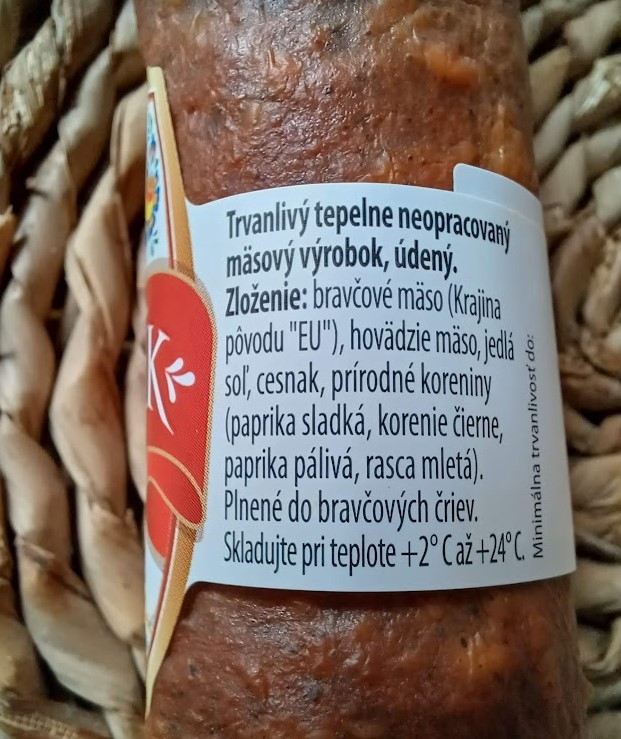 Trvanlivý tepelne neopracovaný
mäsový výrobok, údený.
Zloženie: bravčové mäso (Krajina
pôvodu "EU"), hovädzie mäso, jedlá
soľ, cesnak, prírodné koreniny
(paprika sladká, korenie čierne,
paprika pálivá, rasca mletá).
Plnené do bravčových čriev.
Skladujte pri teplote +2° C až +24° C.
Minimálna trvanlivosť do:
K